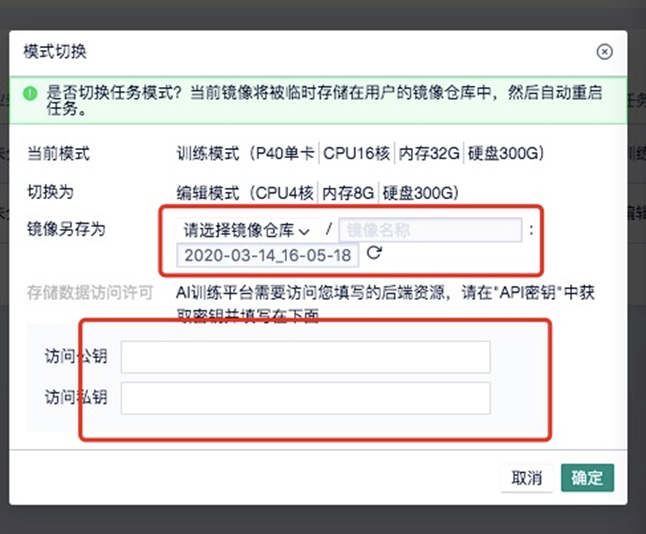 模式切换
是否切换任务模式？当前镜像将被临时存储在用户的镜像仓库中，然后自动重启
任务。
当前模式 训练模式（P40单卡|CPU16核|内存32G|硬盘300G）
切换为 编辑模式（CPU4核|内存8G|硬盘300G）
镜像另存为 请选择镜像仓库 / 镜像名称 :
2020-03-14_16-05-18
存储数据访问许可 AI训练平台需要访问您填写的后端资源，请在"API密钥"中获
取密钥并填写在下面
访问公钥
访问私钥
取消 确定